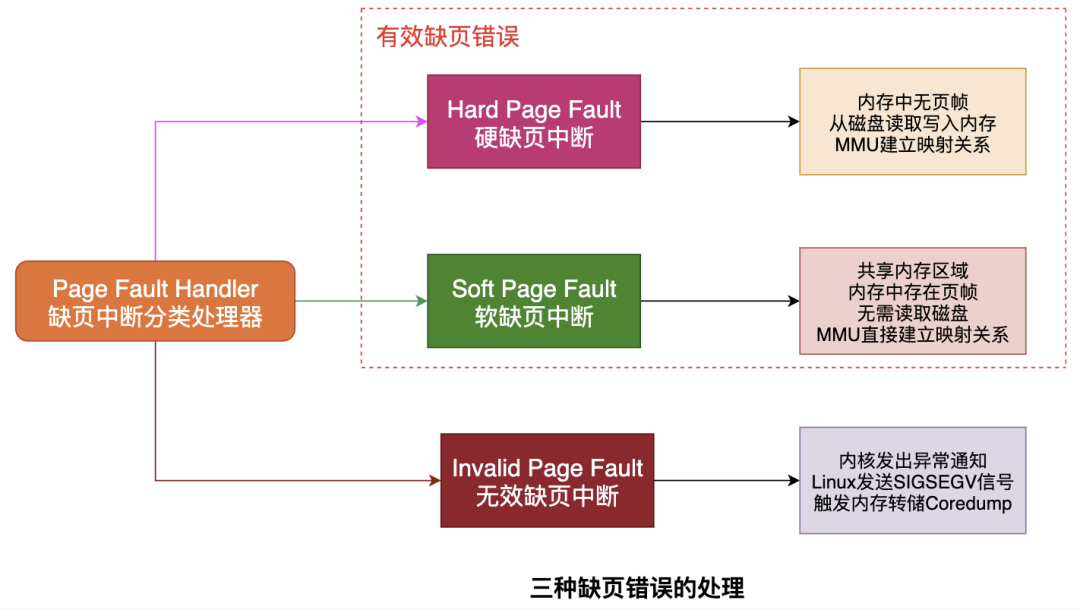 有效缺页错误
Hard Page Fault
硬缺页中断
内存中无页帧
从磁盘读取写入内存
MMU建立映射关系
Page Fault Handler
缺页中断分类处理器
Soft Page Fault
软缺页中断
共享内存区域
内存中存在页帧
无需读取磁盘
MMU直接建立映射关系
Invalid Page Fault
无效缺页中断
内核发出异常通知
Linux发送SIGSEGV信号
触发内存转储Coredump
三种缺页错误的处理